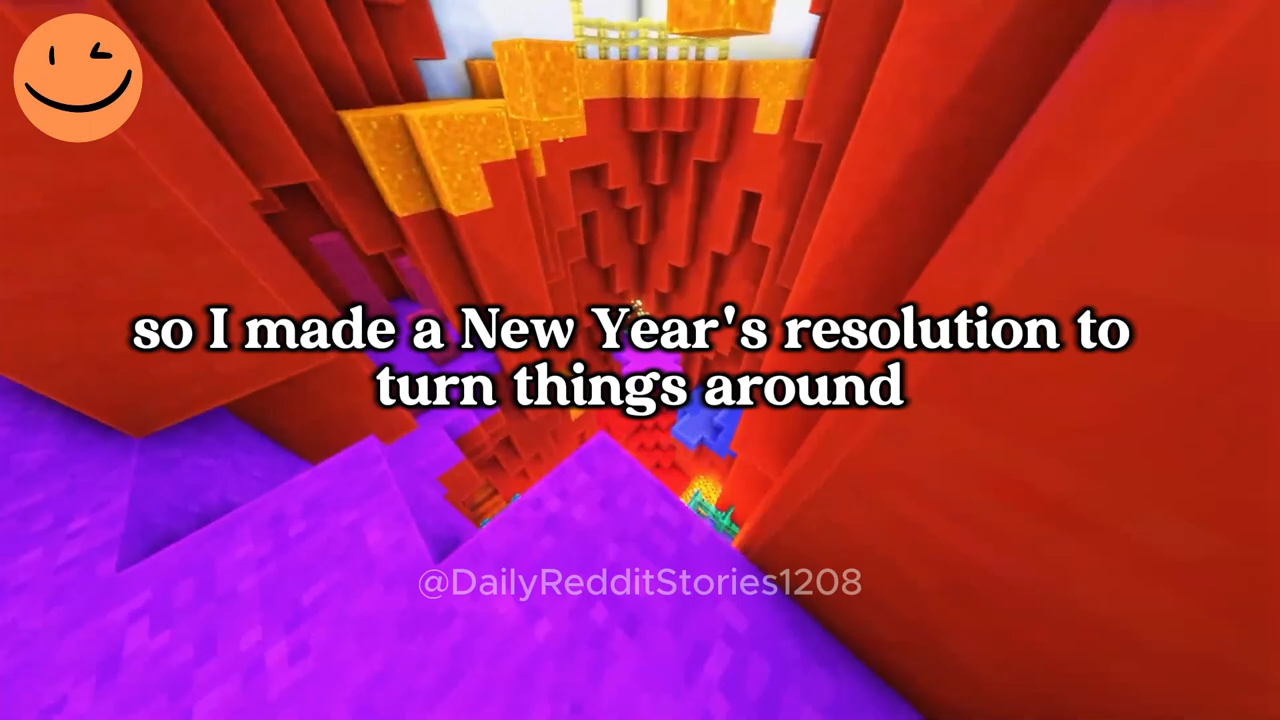 so I made a New Year's resolution to
turn things around
@DailyRedditStories1208